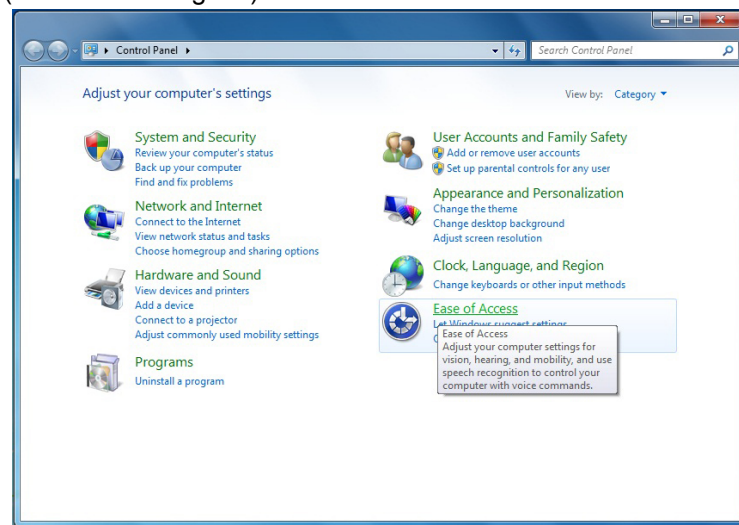 Control Panel
Search Control Panel
Adjust your computer's settings
View by: Category
System and Security
Review your computer's status
Back up your computer
Find and fix problems
Network and Internet
Connect to the Internet
View network status and tasks
Choose homegroup and sharing options
Hardware and Sound
View devices and printers
Add a device
Connect to a projector
Adjust commonly used mobility settings
Programs
Uninstall a program
User Accounts and Family Safety
Add or remove user accounts
Set up parental controls for any user
Appearance and Personalization
Change the theme
Change desktop background
Adjust screen resolution
Clock, Language, and Region
Change keyboards or other input methods
Ease of Access
Let Windows suggest settings
Ease of Access
Adjust your computer settings for
vision, hearing, and mobility, and use
speech recognition to control your
computer with voice commands.